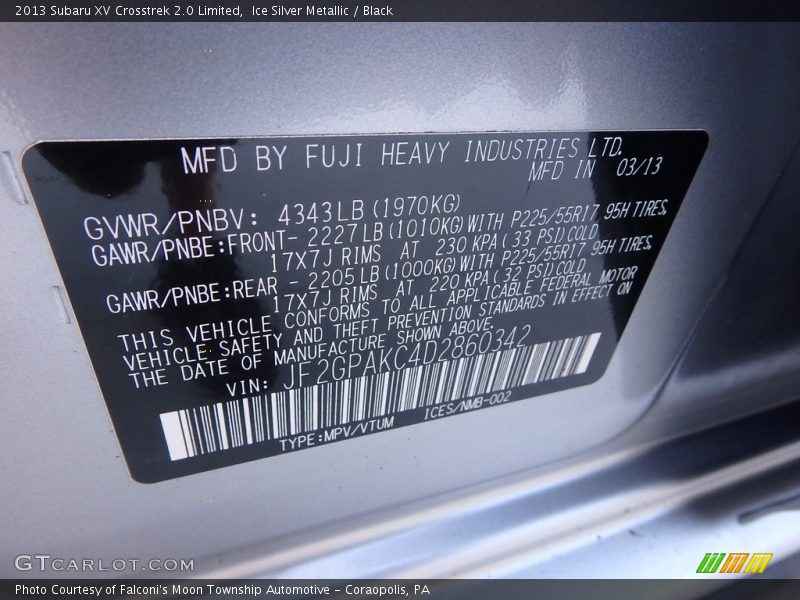 2013 Subaru XV Crosstrek 2.0 Limited,  Ice Silver Metallic / Black
MFD BY FUJI HEAVY INDUSTRIES LTD.
MFD IN 03/13
GVWR/PNBV: 4343LB(1970KG)
GAWR/PNBE:FRONT- 2227LB(1010KG)WITH P225/55R17 95H TIRES,
17X7J RIMS AT 230 KPA(33 PSI)COLD
GAWR/PNBE:REAR - 2205LB(1000KG)WITH P225/55R17 95H TIRES,
17X7J RIMS AT 220 KPA(32 PSI)COLD
THIS VEHICLE CONFORMS TO ALL APPLICABLE FEDERAL MOTOR
VEHICLE SAFETY AND THEFT PREVENTION STANDARDS IN EFFECT ON
THE DATE OF MANUFACTURE SHOWN ABOVE.
VIN: JF2GPAKC4D2860342
TYPE:MPV/VTUM ICES/NMB-002
GTCARLOT.COM
Photo Courtesy of Falconi's Moon Township Automotive - Coraopolis, PA